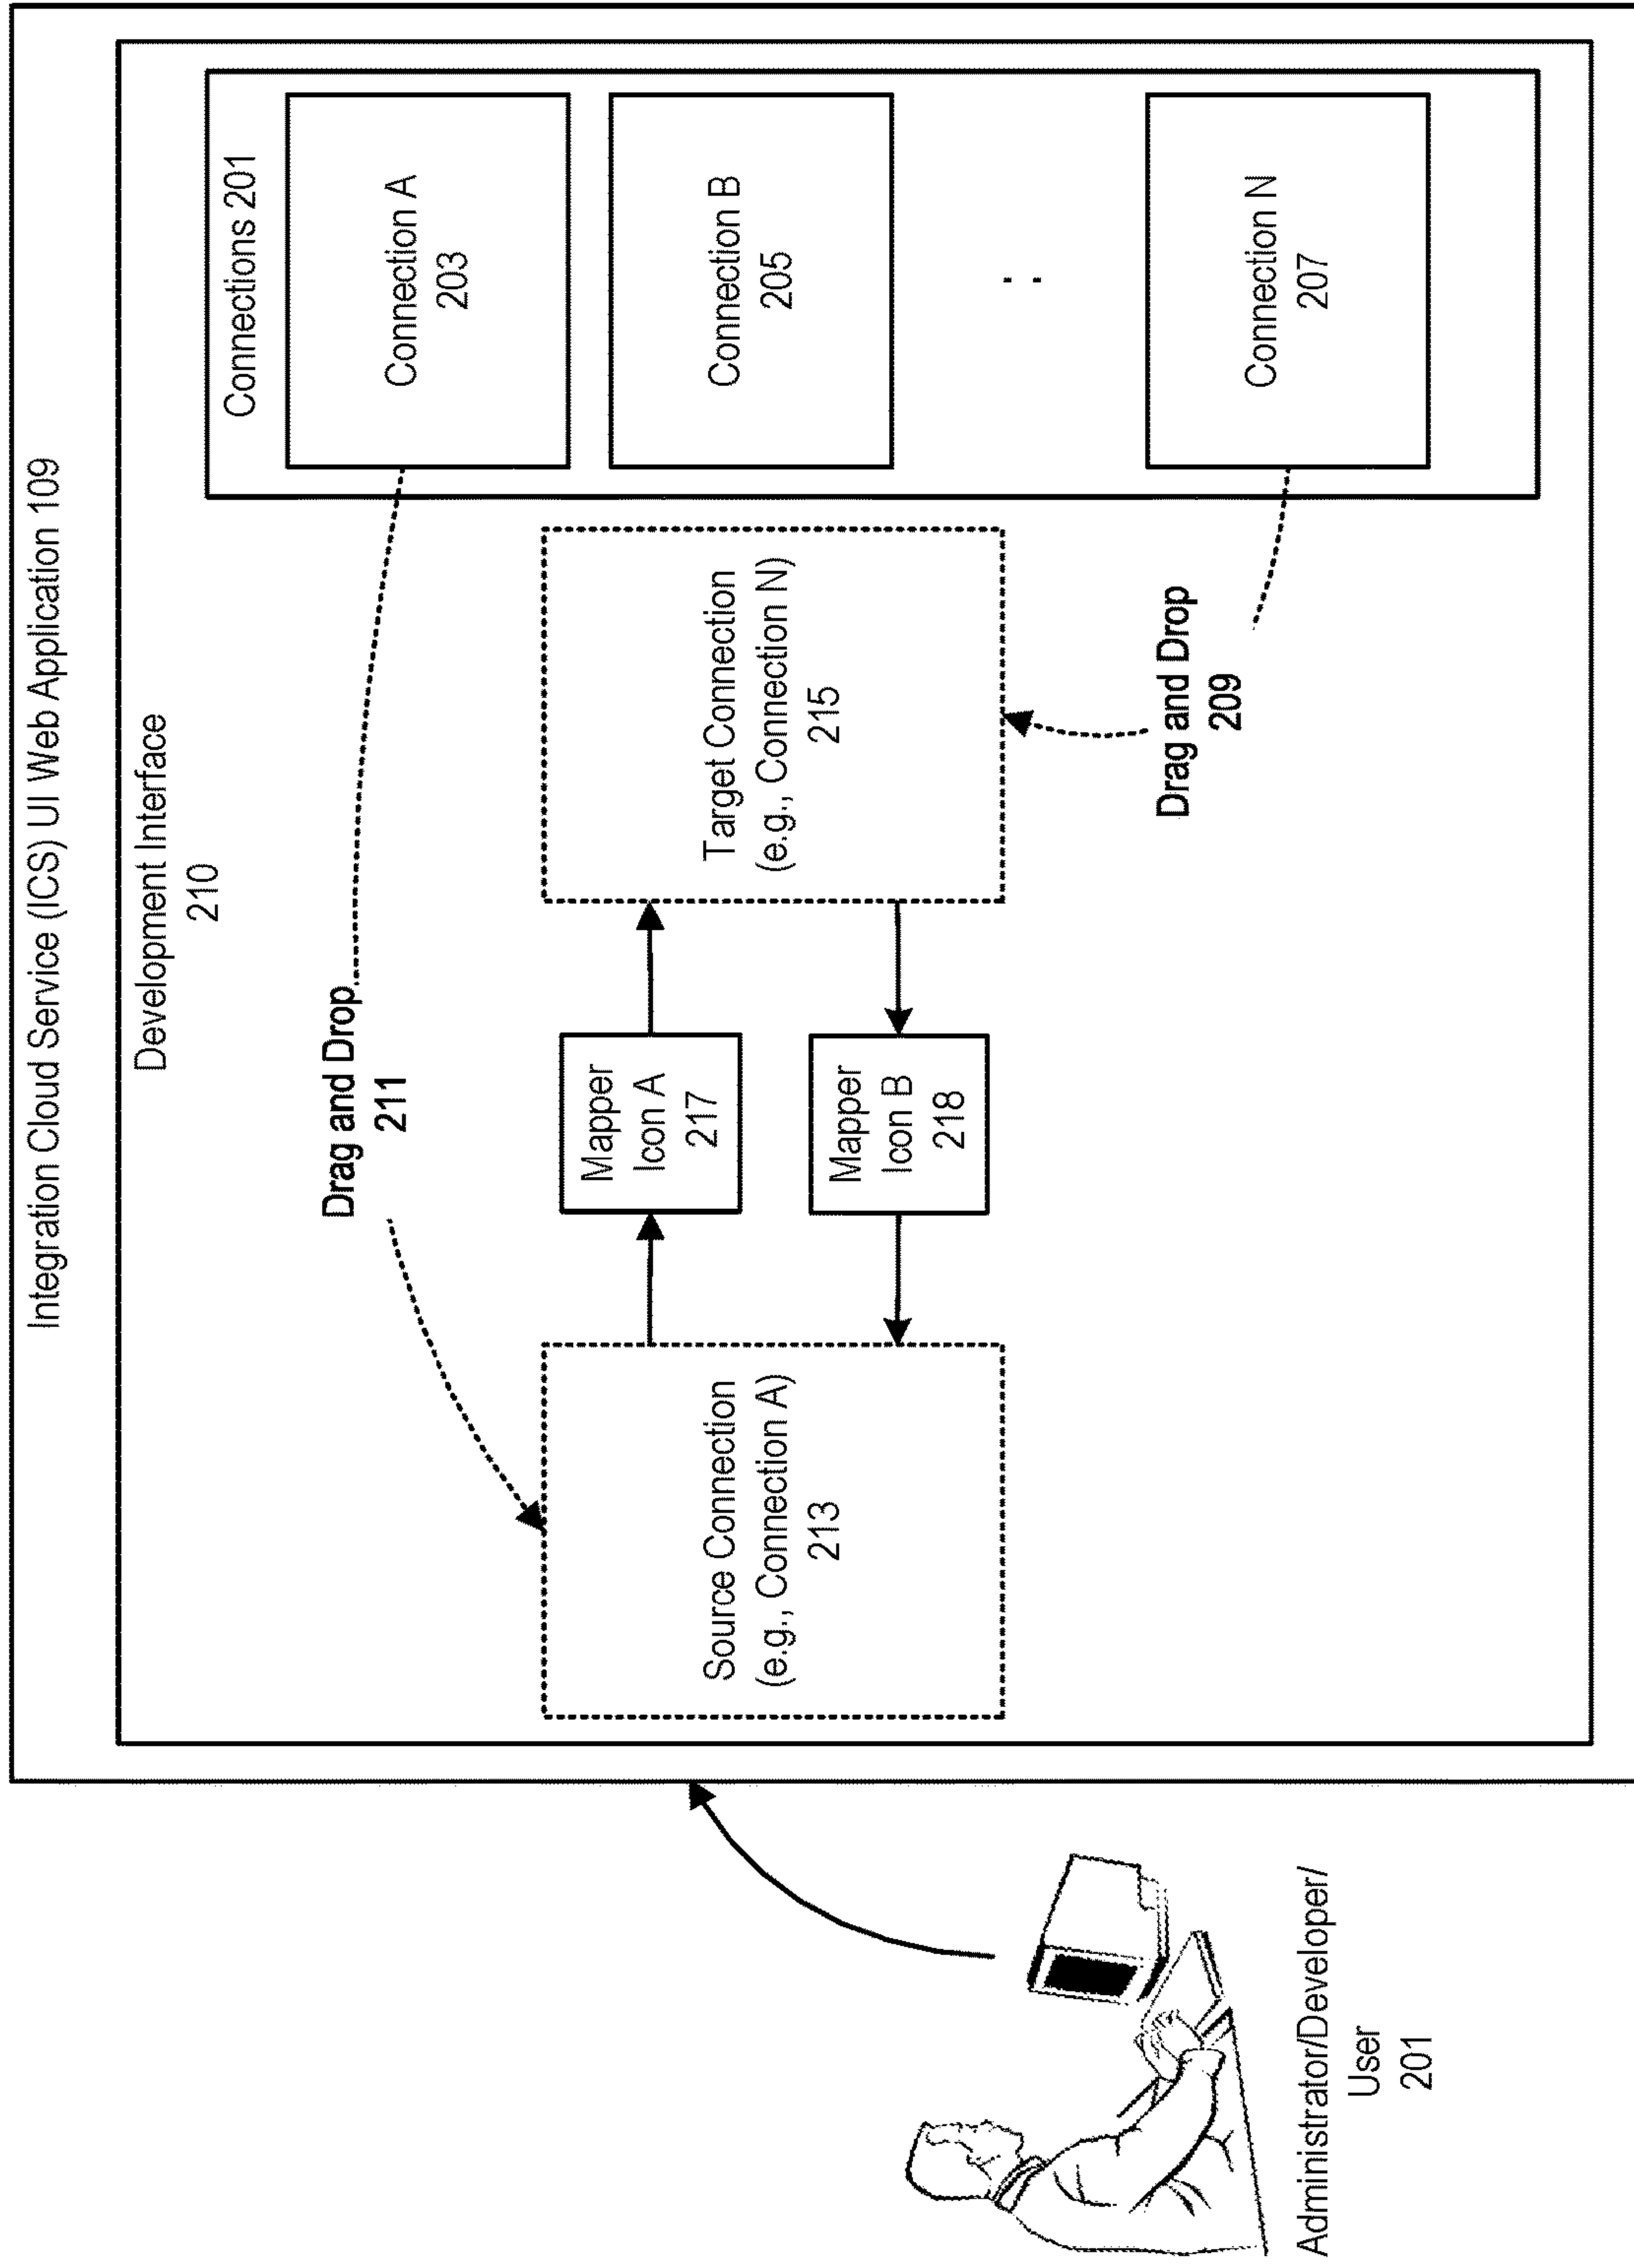 Integration Cloud Service (ICS) UI Web Application 109
Development Interface
210
Connections 201
Connection A
203
Connection B
205
. .
Connection N
207
Drag and Drop
211
Source Connection
(e.g., Connection A)
213
Mapper
Icon A
217
Mapper
Icon B
218
Target Connection
(e.g., Connection N)
215
Drag and Drop
209
Administrator/Developer/
User
201